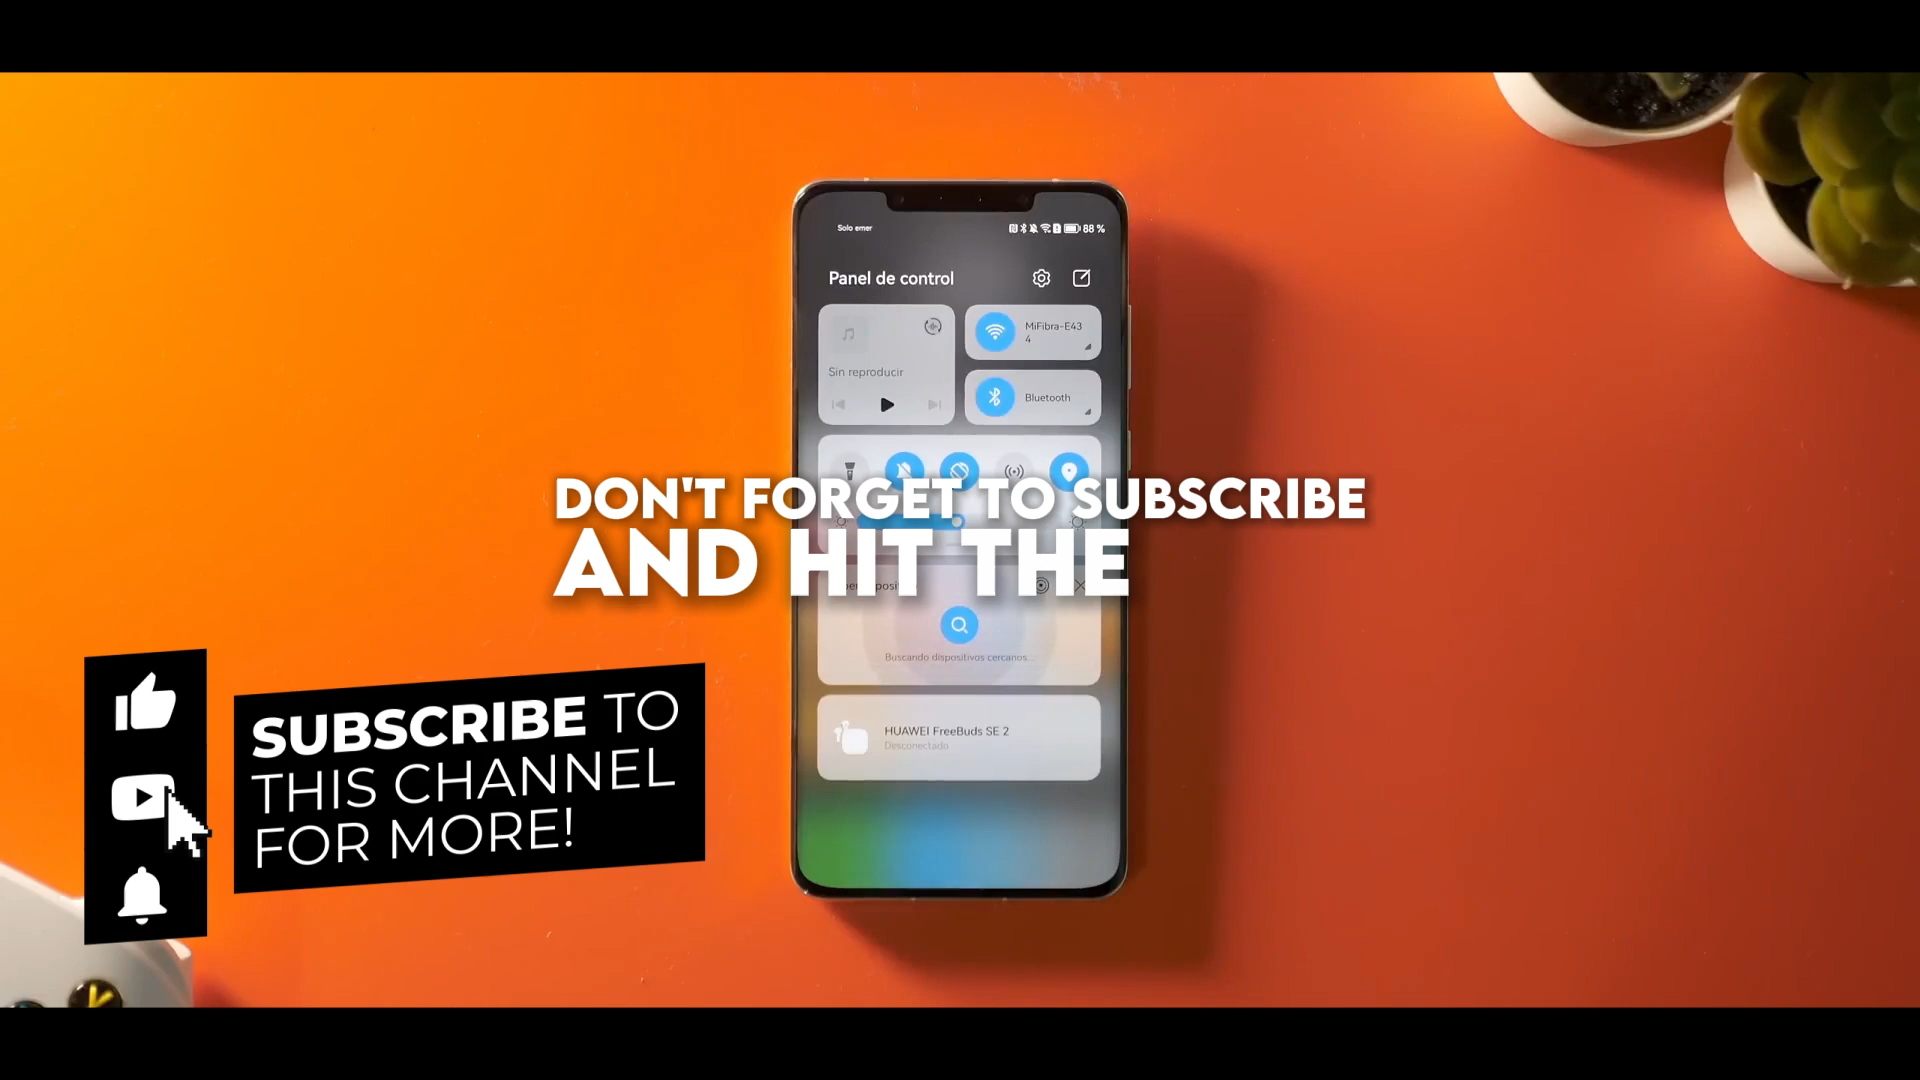 Solo emer
88 %
Panel de control
MiFibra-E43
4
Sin reproducir
Bluetooth
DON'T FORGET TO SUBSCRIBE
AND HIT THE
Buscando dispositivos cercanos...
HUAWEI FreeBuds SE 2
Desconectado
SUBSCRIBE TO
THIS CHANNEL
FOR MORE!
Y